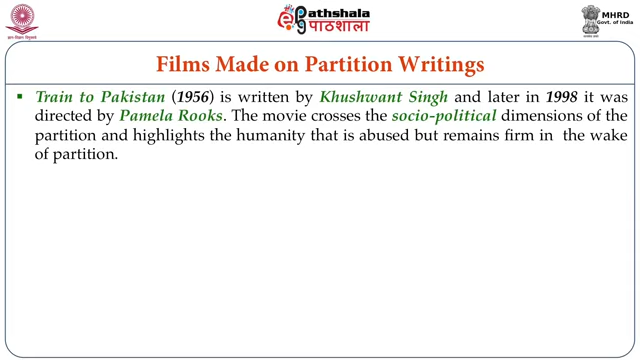 ePathshala
पाठशाला
MHRD
Govt. of India
Films Made on Partition Writings
Train to Pakistan (1956) is written by Khushwant Singh and later in 1998 it was
directed by Pamela Rooks. The movie crosses the socio-political dimensions of the
partition and highlights the humanity that is abused but remains firm in the wake
of partition.